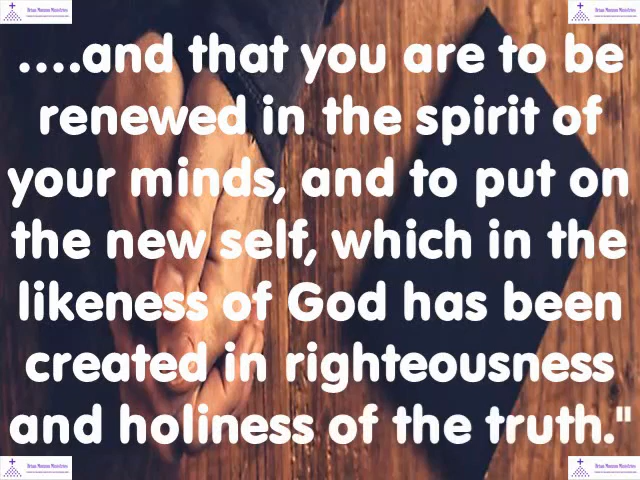 ....and that you are to be
renewed in the spirit of
your minds, and to put on
the new self, which in the
likeness of God has been
created in righteousness
and holiness of the truth."